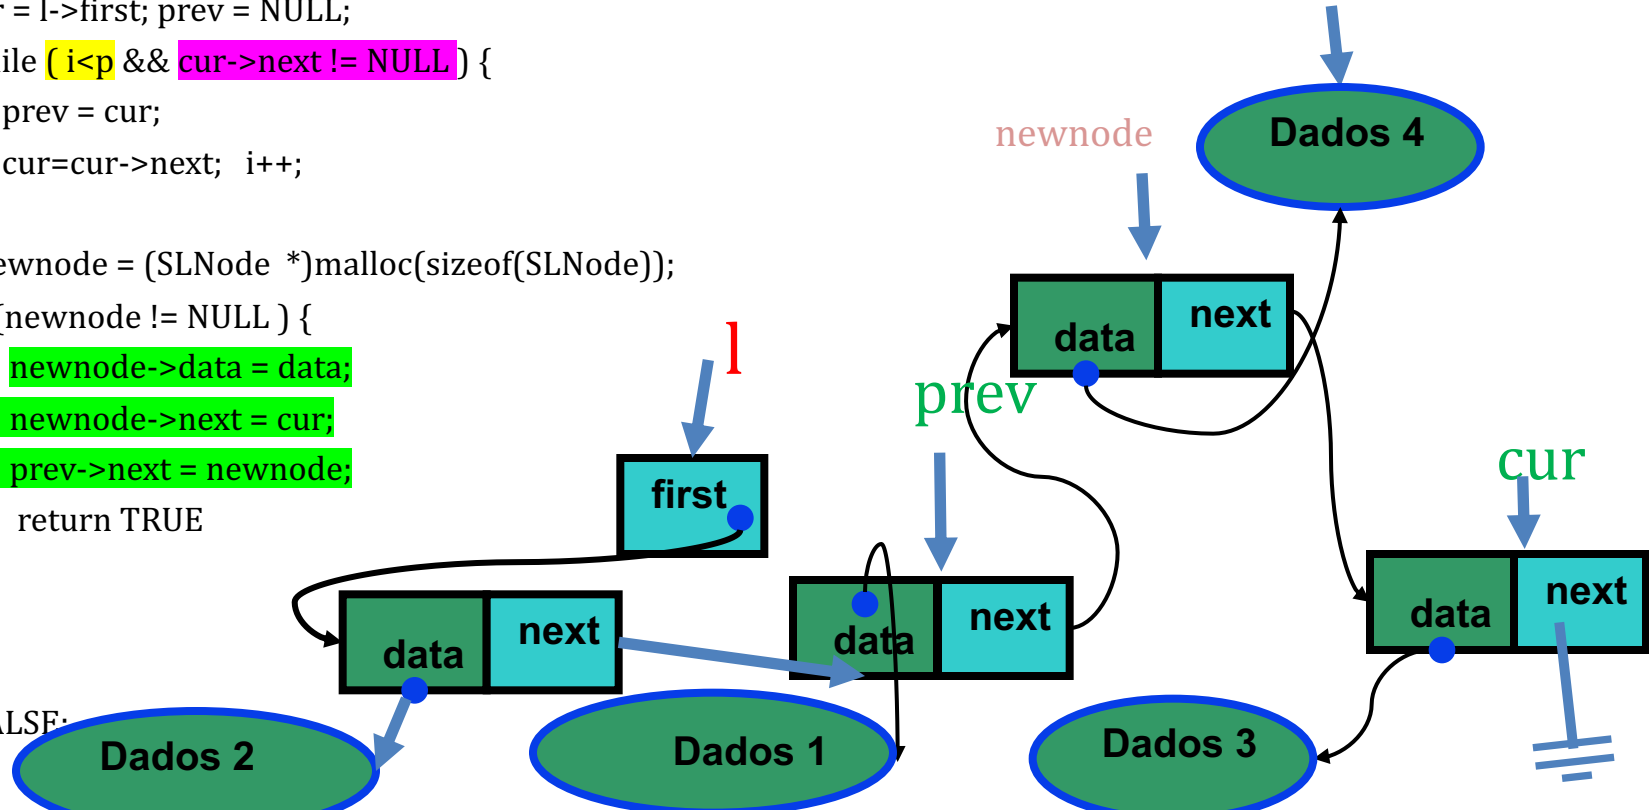 r = l->first; prev = NULL;
ile ( i<p && cur->next != NULL ) {
prev = cur;
cur=cur->next; i++;
ewnode = (SLNode *)malloc(sizeof(SLNode));
(newnode != NULL ) {
newnode->data = data;
newnode->next = cur;
prev->next = newnode;
return TRUE
ALSE;
Dados 4
newnode
data next
l
prev
cur
first
data next
data next
data next
Dados 2
Dados 1
Dados 3